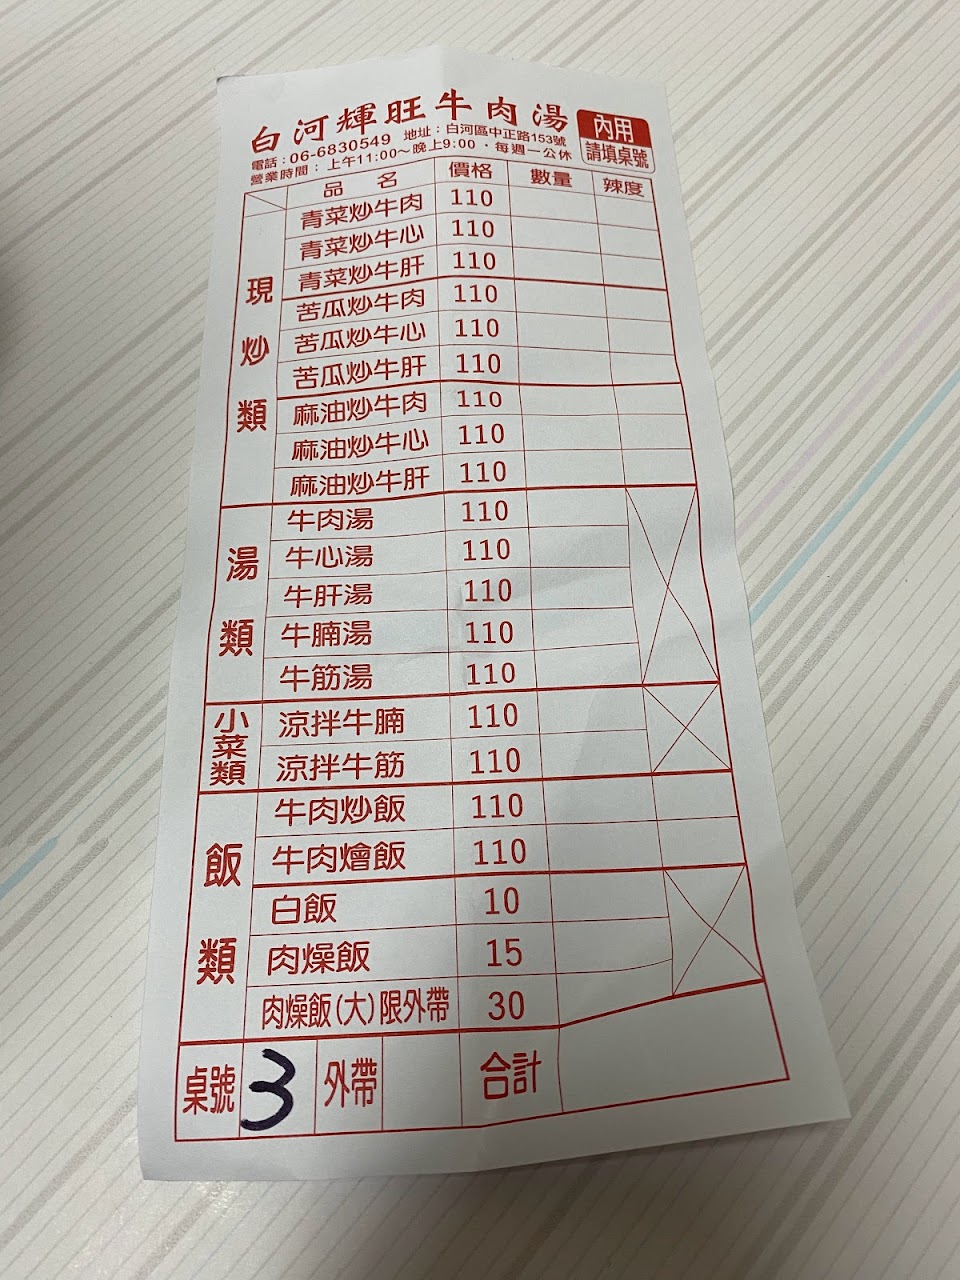 白河輝旺牛肉湯
內用
請填桌號
電話：06-6830549 地址：白河區中正路153號
營業時間：上午11:00～晚上9:00・每週一公休
品名 價格 數量 辣度
現炒類
青菜炒牛肉 110
青菜炒牛心 110
青菜炒牛肝 110
苦瓜炒牛肉 110
苦瓜炒牛心 110
苦瓜炒牛肝 110
麻油炒牛肉 110
麻油炒牛心 110
麻油炒牛肝 110
湯類
牛肉湯 110
牛心湯 110
牛肝湯 110
牛腩湯 110
牛筋湯 110
小菜類
涼拌牛腩 110
涼拌牛筋 110
飯類
牛肉炒飯 110
牛肉燴飯 110
白飯 10
肉燥飯 15
肉燥飯(大)限外帶 30
桌號 3 外帶 合計